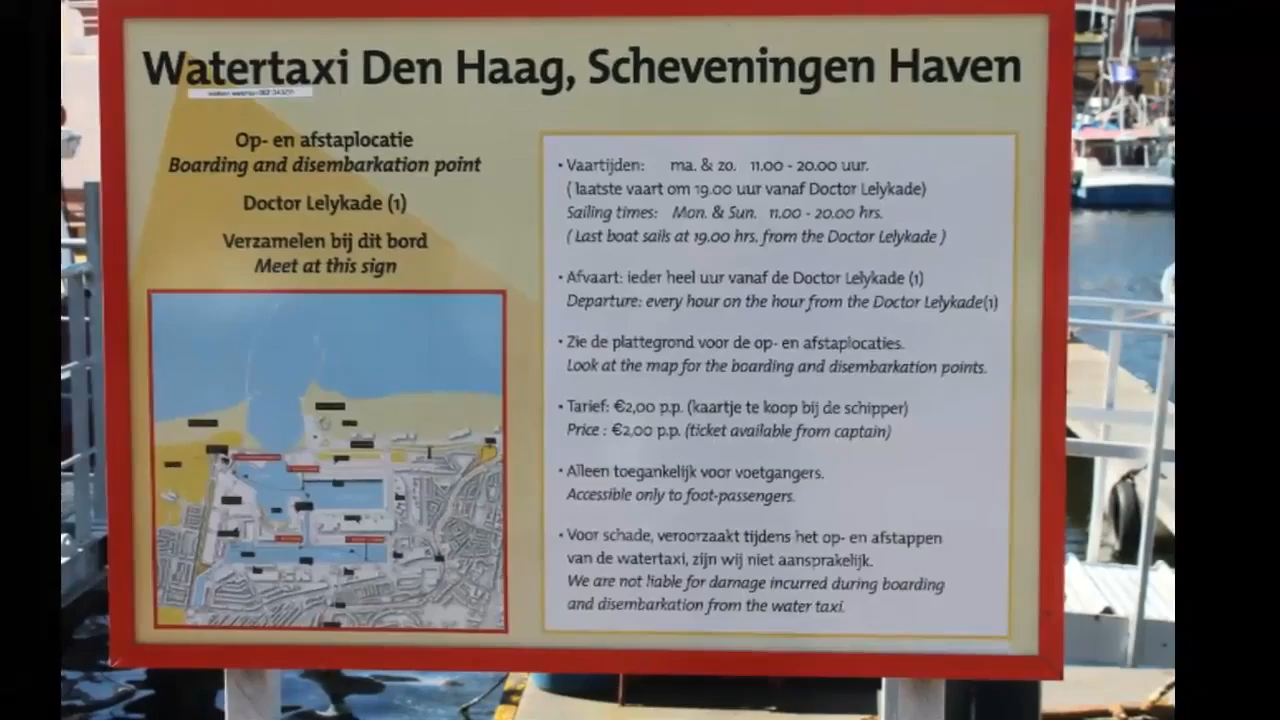 Watertaxi Den Haag, Scheveningen Haven
Op- en afstaplocatie
Boarding and disembarkation point
Doctor Lelykade (1)
Verzamelen bij dit bord
Meet at this sign
• Vaartijden: ma. & zo. 11.00 - 20.00 uur.
( laatste vaart om 19.00 uur vanaf Doctor Lelykade)
Sailing times: Mon. & Sun. 11.00 - 20.00 hrs.
( Last boat sails at 19.00 hrs. from the Doctor Lelykade )
• Afvaart: ieder heel uur vanaf de Doctor Lelykade (1)
Departure: every hour on the hour from the Doctor Lelykade(1)
• Zie de plattegrond voor de op- en afstaplocaties.
Look at the map for the boarding and disembarkation points.
• Tarief: €2,00 p.p. (kaartje te koop bij de schipper)
Price : €2,00 p.p. (ticket available from captain)
• Alleen toegankelijk voor voetgangers.
Accessible only to foot-passengers.
• Voor schade, veroorzaakt tijdens het op- en afstappen
van de watertaxi, zijn wij niet aansprakelijk.
We are not liable for damage incurred during boarding
and disembarkation from the water taxi.